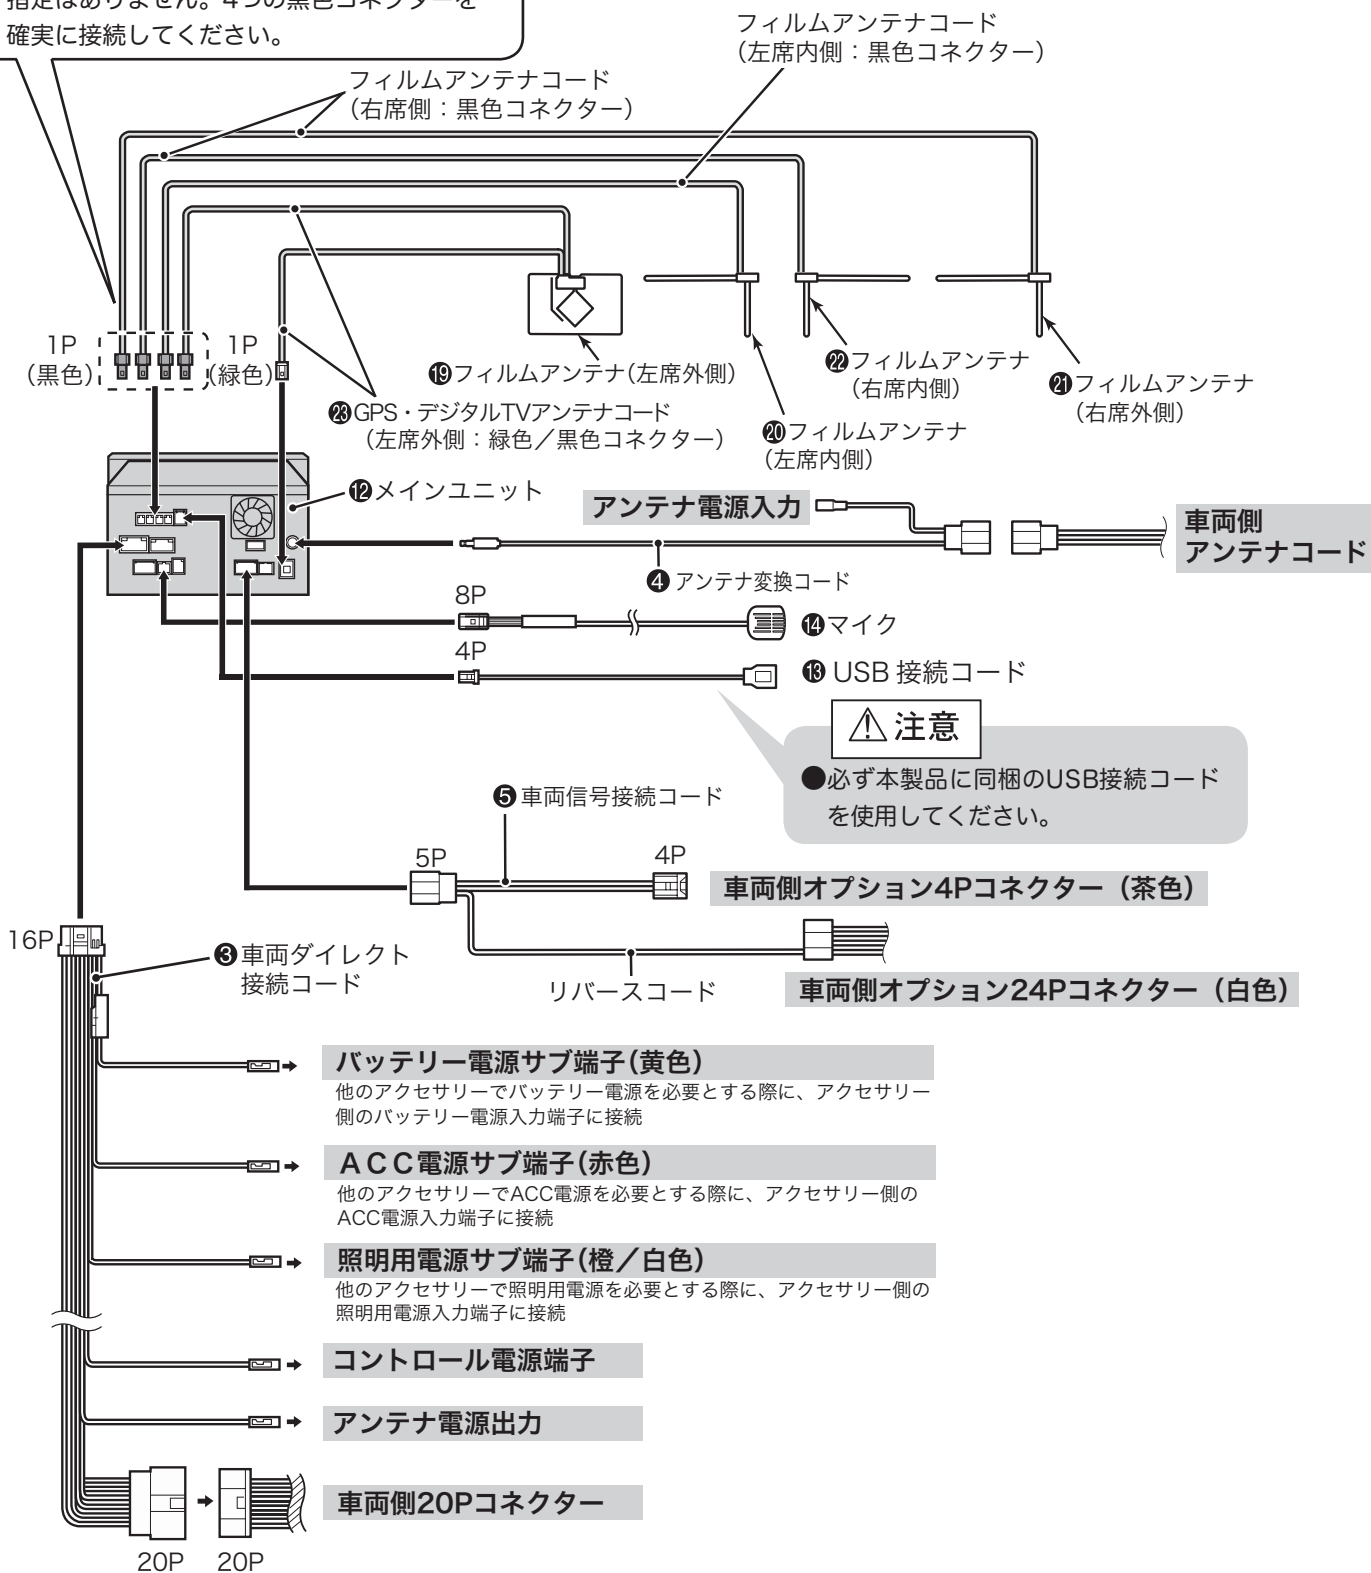 指定はありません。4つの黒色コネクターを
確実に接続してください。
フィルムアンテナコード
(左席内側：黒色コネクター)
フィルムアンテナコード
(右席側：黒色コネクター)
1P
(黒色)
1P
(緑色)
⓳フィルムアンテナ(左席外側)
㉒フィルムアンテナ
(右席内側)
㉑フィルムアンテナ
(右席外側)
㉓GPS・デジタルTVアンテナコード
(左席外側：緑色／黒色コネクター)
⓴フィルムアンテナ
(左席内側)
⓬メインユニット
アンテナ電源入力
車両側
アンテナコード
❹アンテナ変換コード
8P
⓮マイク
4P
⓭USB 接続コード
⚠注意
●必ず本製品に同梱のUSB接続コード
を使用してください。
❺車両信号接続コード
5P
4P
車両側オプション4Pコネクター（茶色）
16P
❸車両ダイレクト
接続コード
リバースコード
車両側オプション24Pコネクター（白色）
バッテリー電源サブ端子(黄色)
他のアクセサリーでバッテリー電源を必要とする際に、アクセサリー
側のバッテリー電源入力端子に接続
ＡＣＣ電源サブ端子(赤色)
他のアクセサリーでACC電源を必要とする際に、アクセサリー側の
ACC電源入力端子に接続
照明用電源サブ端子(橙／白色)
他のアクセサリーで照明用電源を必要とする際に、アクセサリー側の
照明用電源入力端子に接続
コントロール電源端子
アンテナ電源出力
車両側20Pコネクター
20P
20P